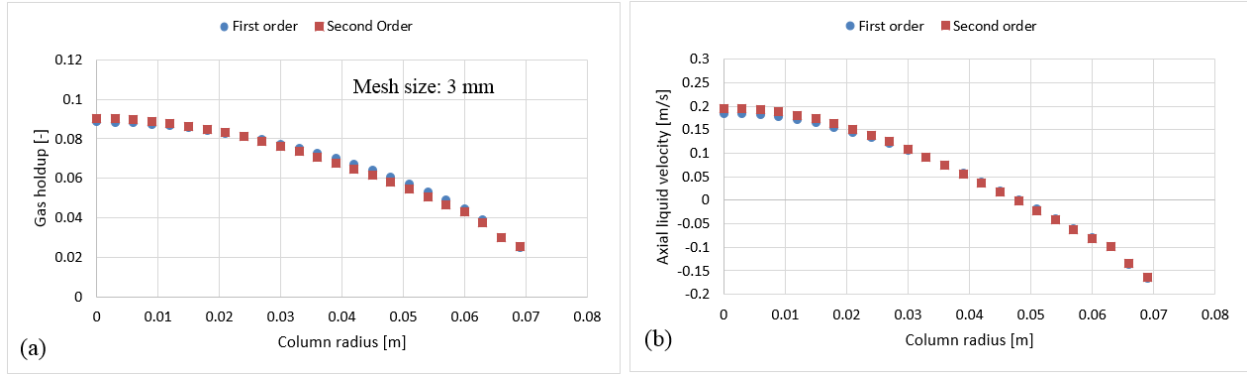 First order Second Order
0.12
0.1
0.08
0.06
0.04
0.02
0
Gas holdup [-]
Mesh size: 3 mm
0 0.01 0.02 0.03 0.04 0.05 0.06 0.07 0.08
Column radius [m]
(a)
First order Second order
0.3
0.25
0.2
0.15
0.1
0.05
0
-0.05
-0.1
-0.15
-0.2
Axial liquid velocity [m/s]
0 0.01 0.02 0.03 0.04 0.05 0.06 0.07 0.08
Column radius [m]
(b)